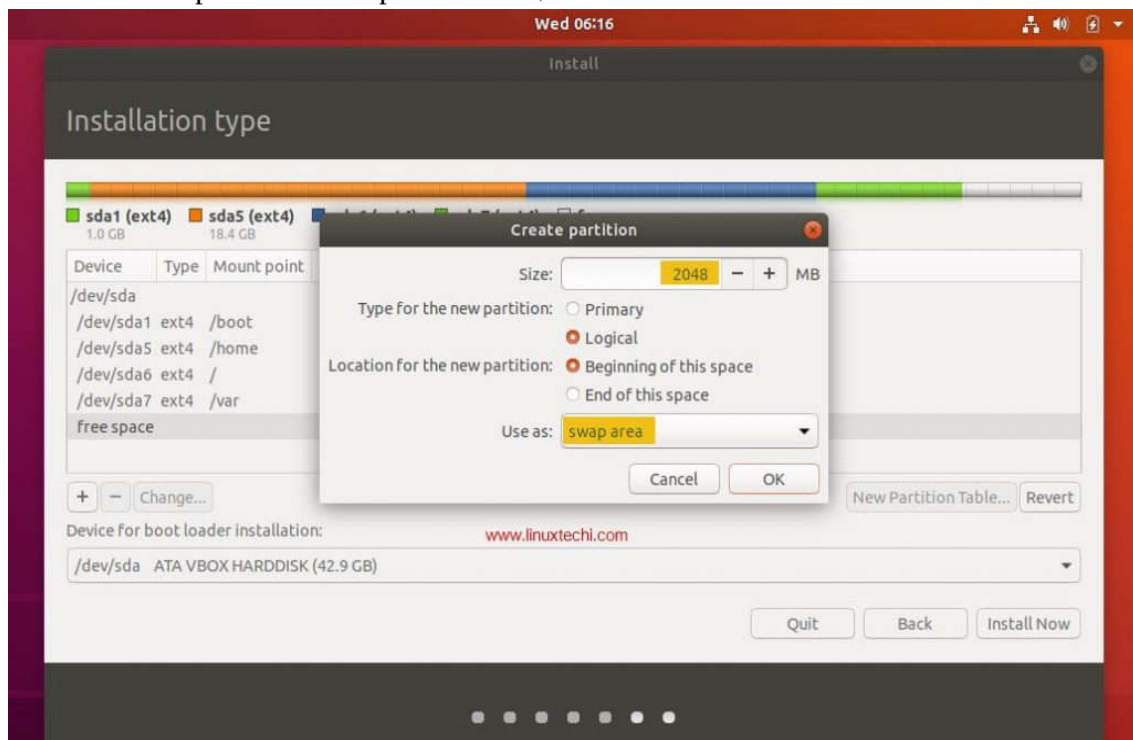 Wed 06:16
Install
Installation type
sda1 (ext4) sda5 (ext4)
1.0 GB 18.4 GB
Create partition
Device Type Mount point
Size: 2048 − + MB
/dev/sda
Type for the new partition: Primary
/dev/sda1 ext4 /boot
Logical
/dev/sda5 ext4 /home
Location for the new partition: Beginning of this space
/dev/sda6 ext4 /
End of this space
/dev/sda7 ext4 /var
free space
Use as: swap area
Cancel OK
+ − Change... New Partition Table... Revert
Device for boot loader installation:
www.linuxtechi.com
/dev/sda ATA VBOX HARDDISK (42.9 GB)
Quit Back Install Now